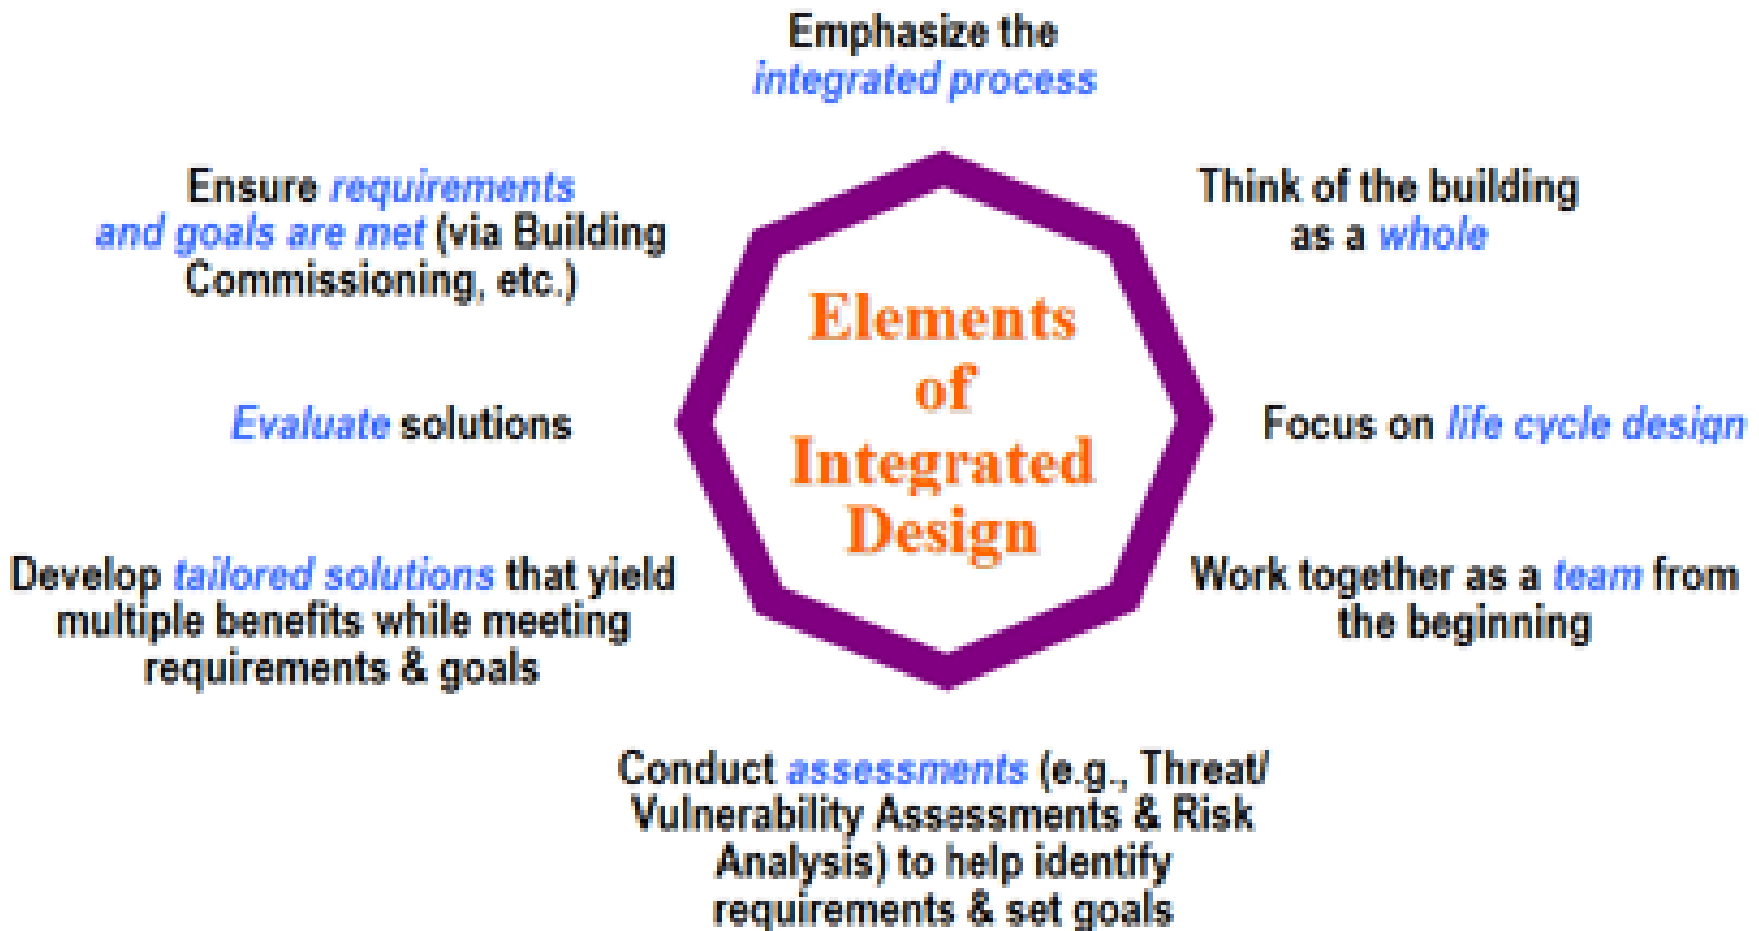 Emphasize the
integrated process
Think of the building
as a whole
Focus on life cycle design
Work together as a team from
the beginning
Conduct assessments (e.g., Threat/
Vulnerability Assessments & Risk
Analysis) to help identify
requirements & set goals
Develop tailored solutions that yield
multiple benefits while meeting
requirements & goals
Evaluate solutions
Ensure requirements
and goals are met (via Building
Commissioning, etc.)
Elements
of
Integrated
Design